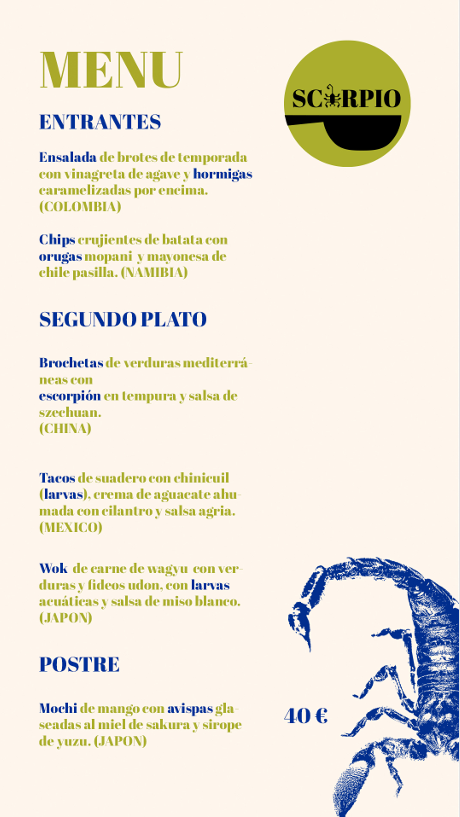 MENU
SCORPIO
ENTRANTES
Ensalada de brotes de temporada
con vinagreta de agave y hormigas
caramelizadas por encima.
(COLOMBIA)
Chips crujientes de batata con
orugas mopani y mayonesa de
chile pasilla. (NAMIBIA)
SEGUNDO PLATO
Brochetas de verduras mediterrá-
neas con
escorpión en tempura y salsa de
szechuan.
(CHINA)
Tacos de suadero con chinicuil
(larvas), crema de aguacate ahu-
mada con cilantro y salsa agria.
(MEXICO)
Wok de carne de wagyu con ver-
duras y fideos udon, con larvas
acuáticas y salsa de miso blanco.
(JAPON)
POSTRE
Mochi de mango con avispas gla-
seadas al miel de sakura y sirope
de yuzu. (JAPON)
40 €